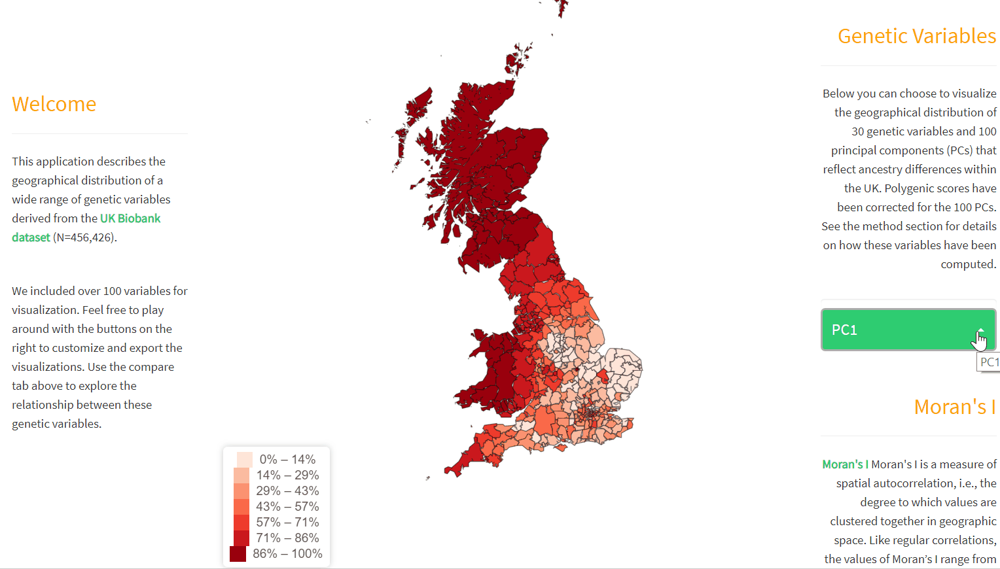 Welcome
This application describes the
geographical distribution of a
wide range of genetic variables
derived from the UK Biobank
dataset (N=456,426).
We included over 100 variables for
visualization. Feel free to play
around with the buttons on the
right to customize and export the
visualizations. Use the compare
tab above to explore the
relationship between these
genetic variables.
0% – 14%
14% – 29%
29% – 43%
43% – 57%
57% – 71%
71% – 86%
86% – 100%
Genetic Variables
Below you can choose to visualize
the geographical distribution of
30 genetic variables and 100
principal components (PCs) that
reflect ancestry differences within
the UK. Polygenic scores have
been corrected for the 100 PCs.
See the method section for details
on how these variables have been
computed.
PC1
PC1
Moran's I
Moran's I Moran's I is a measure of
spatial autocorrelation, i.e., the
degree to which values are
clustered together in geographic
space. Like regular correlations,
the values of Moran’s I range from